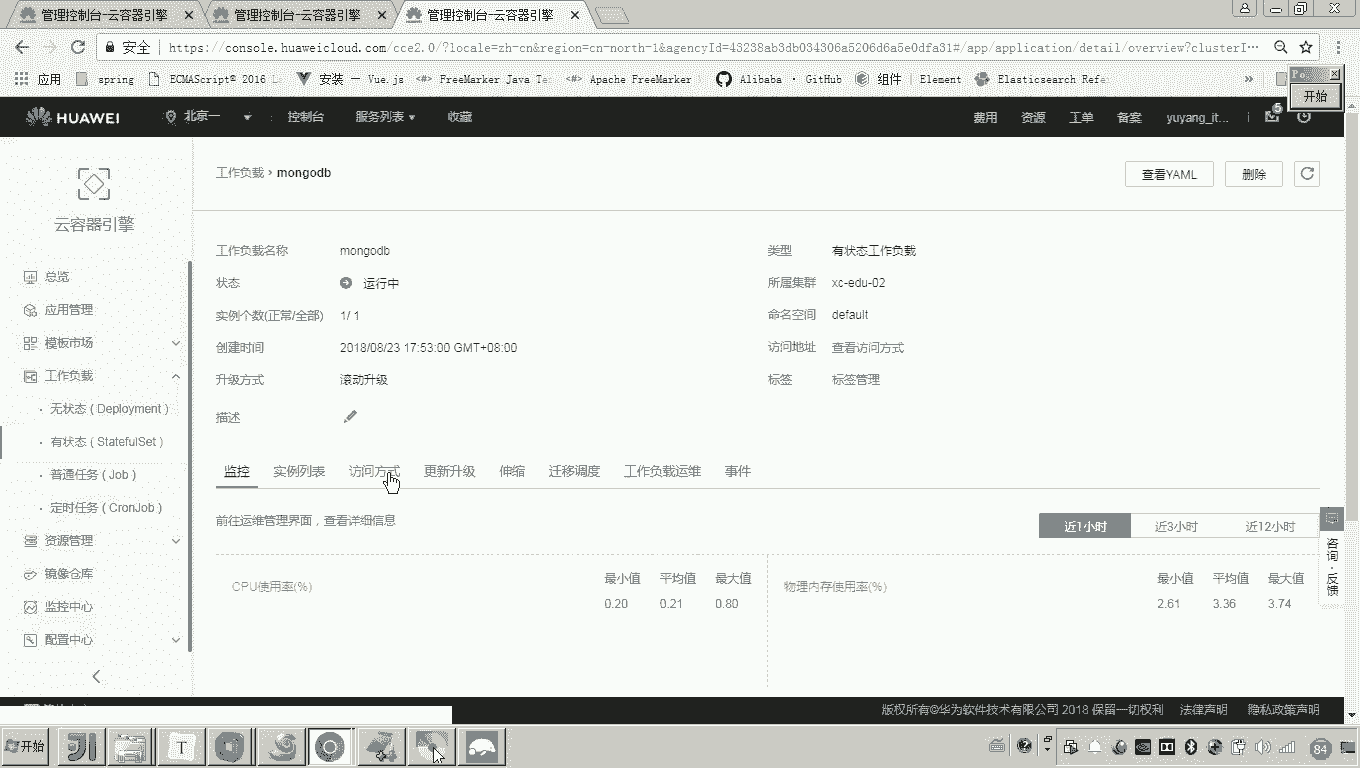 管理控制台-云容器引擎
管理控制台-云容器引擎
管理控制台-云容器引擎
安全
https://console.huaweicloud.com/cce2.0/?locale=zh-cn&region=cn-north-1&agencyId=43238ab3db034306a5206d6a5e0dfa31#/app/application/detail/overview?clusterI···
应用
spring
ECMAScript® 2016 L
安装 — Vue.js
FreeMarker Java Te
Apache FreeMarker
Alibaba · GitHub
组件 | Element
Elasticsearch Refe
»
开始
HUAWEI
北京一
控制台
服务列表
收藏
费用
资源
工单
备案
yuyang_it...
5
云容器引擎
总览
应用管理
模板市场
工作负载
无状态 ( Deployment )
有状态 ( StatefulSet )
普通任务 ( Job )
定时任务 ( CronJob )
资源管理
镜像仓库
监控中心
配置中心
工作负载 › mongodb
查看YAML
删除
工作负载名称 mongodb
类型 有状态工作负载
状态 运行中
所属集群 xc-edu-02
实例个数(正常/全部) 1/ 1
命名空间 default
创建时间 2018/08/23 17:53:00 GMT+08:00
访问地址 查看访问方式
升级方式 滚动升级
标签 标签管理
描述
监控 实例列表 访问方式 更新升级 伸缩 迁移调度 工作负载运维 事件
前往运维管理界面，查看详细信息
近1小时 近3小时 近12小时
CPU使用率(%)
最小值 平均值 最大值
0.20 0.21 0.80
物理内存使用率(%)
最小值 平均值 最大值
2.61 3.36 3.74
咨询·反馈
版权所有©华为软件技术有限公司 2018 保留一切权利 法律声明 隐私政策声明
开始
T
84